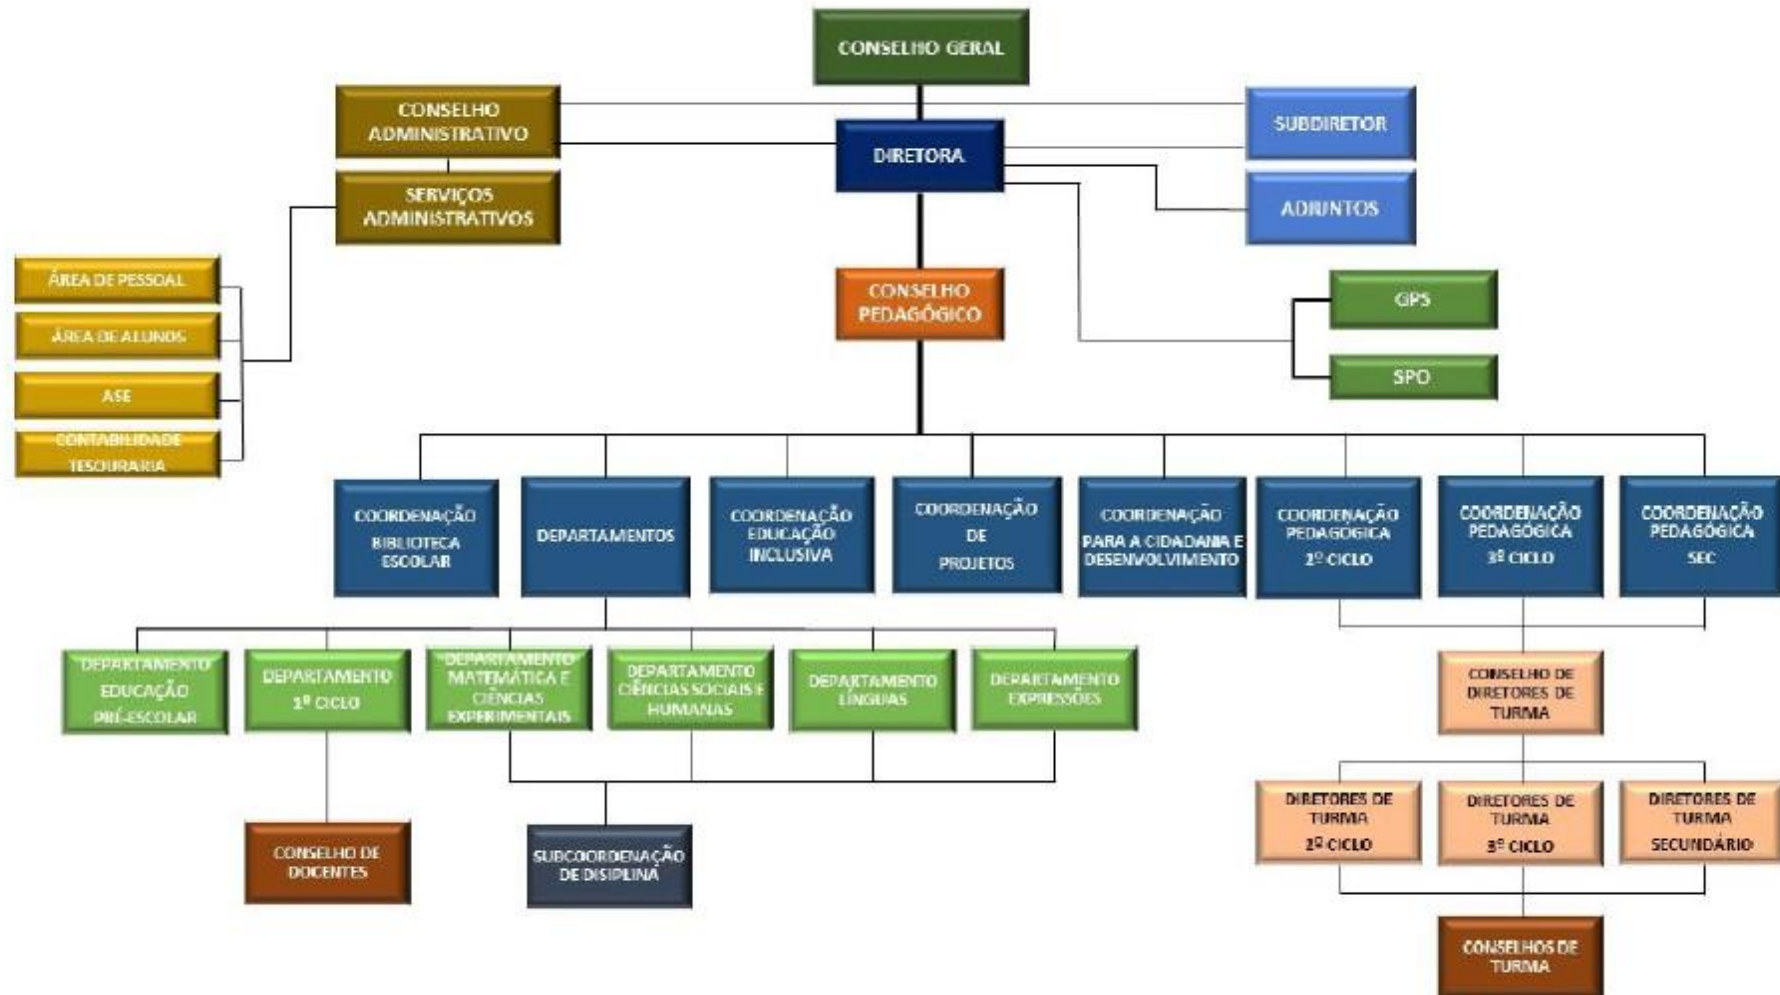 CONSELHO GERAL
CONSELHO
ADMINISTRATIVO
SUBDIRETOR
DIRETORA
SERVIÇOS
ADMINISTRATIVOS
ADJUNTOS
ÁREA DE PESSOAL
CONSELHO
PEDAGÓGICO
GPS
ÁREA DE ALUNOS
ASE
SPO
CONTABILIDADE
TESOURARIA
COORDENAÇÃO
BIBLIOTECA
ESCOLAR
DEPARTAMENTOS
COORDENAÇÃO
EDUCAÇÃO
INCLUSIVA
COORDENAÇÃO
DE
PROJETOS
COORDENAÇÃO
PARA A CIDADANIA E
DESENVOLVIMENTO
COORDENAÇÃO
PEDAGÓGICA
2º CICLO
COORDENAÇÃO
PEDAGÓGICA
3º CICLO
COORDENAÇÃO
PEDAGÓGICA
SEC
DEPARTAMENTO
EDUCAÇÃO
PRÉ-ESCOLAR
DEPARTAMENTO
1º CICLO
DEPARTAMENTO
MATEMÁTICA E
CIÊNCIAS
EXPERIMENTAIS
DEPARTAMENTO
CIÊNCIAS SOCIAIS E
HUMANAS
DEPARTAMENTO
LÍNGUAS
DEPARTAMENTO
EXPRESSÕES
CONSELHO DE
DIRETORES DE
TURMA
DIRETORES DE
TURMA
2º CICLO
DIRETORES DE
TURMA
3º CICLO
DIRETORES DE
TURMA
SECUNDÁRIO
CONSELHO DE
DOCENTES
SUBCOORDENAÇÃO
DE DISIPLINA
CONSELHOS DE
TURMA